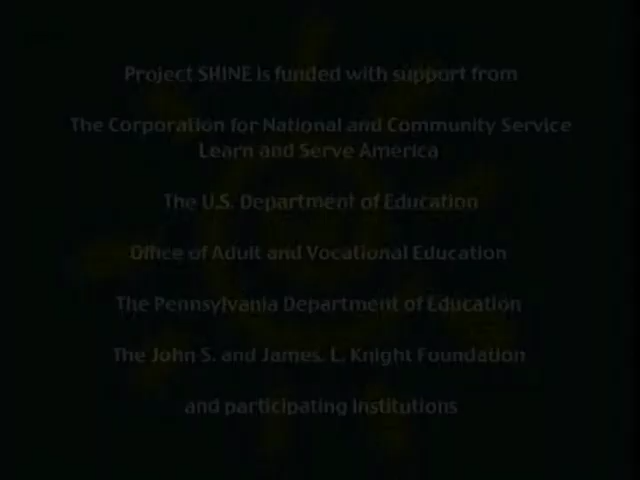 Project SHINE is funded with support from
The Corporation for National and Community Service
Learn and Serve America
The U.S. Department of Education
Office of Adult and Vocational Education
The Pennsylvania Department of Education
The John S. and James. L. Knight Foundation
and participating institutions